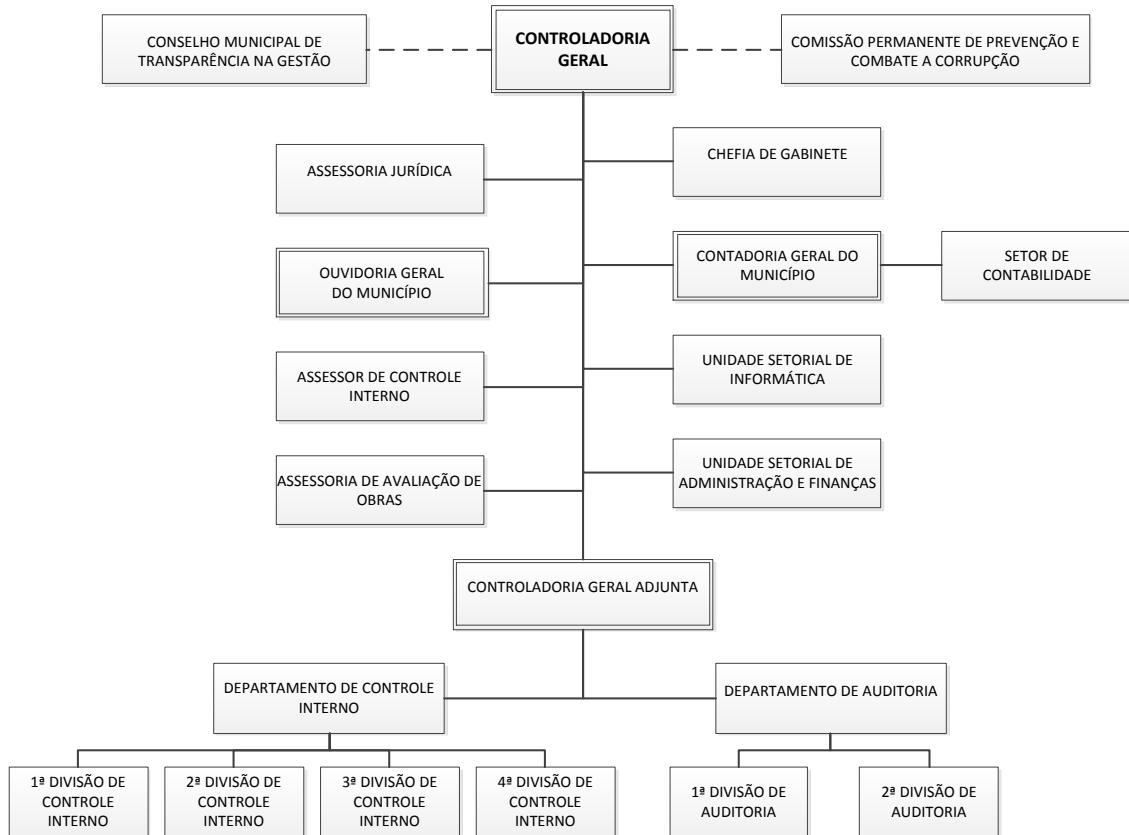 CONSELHO MUNICIPAL DE
TRANSPARÊNCIA NA GESTÃO
CONTROLADORIA
GERAL
COMISSÃO PERMANENTE DE PREVENÇÃO E
COMBATE A CORRUPÇÃO
ASSESSORIA JURÍDICA
CHEFIA DE GABINETE
OUVIDORIA GERAL
DO MUNICÍPIO
CONTADORIA GERAL DO
MUNICÍPIO
SETOR DE
CONTABILIDADE
ASSESSOR DE CONTROLE
INTERNO
UNIDADE SETORIAL DE
INFORMÁTICA
ASSESSORIA DE AVALIAÇÃO DE
OBRAS
UNIDADE SETORIAL DE
ADMINISTRAÇÃO E FINANÇAS
CONTROLADORIA GERAL ADJUNTA
DEPARTAMENTO DE CONTROLE
INTERNO
DEPARTAMENTO DE AUDITORIA
1ª DIVISÃO DE
CONTROLE
INTERNO
2ª DIVISÃO DE
CONTROLE
INTERNO
3ª DIVISÃO DE
CONTROLE
INTERNO
4ª DIVISÃO DE
CONTROLE
INTERNO
1ª DIVISÃO DE
AUDITORIA
2ª DIVISÃO DE
AUDITORIA